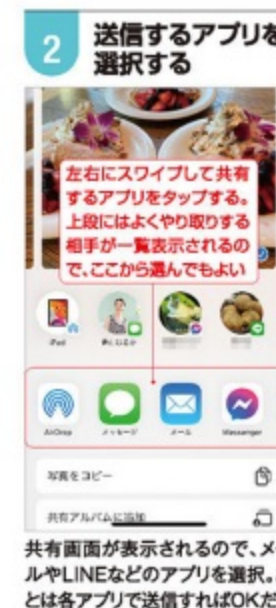 2
送信するアプリを
選択する
左右にスワイプして共有
するアプリをタップする。
上段にはよくやり取りする
相手が一覧表示されるの
で、ここから選んでもよい
iPad
AirDrop
メッセージ
メール
Messenger
写真をコピー
共有アルバムに追加
共有画面が表示されるので、メ
ルやLINEなどのアプリを選択。
とは各アプリで送信すればOKだ